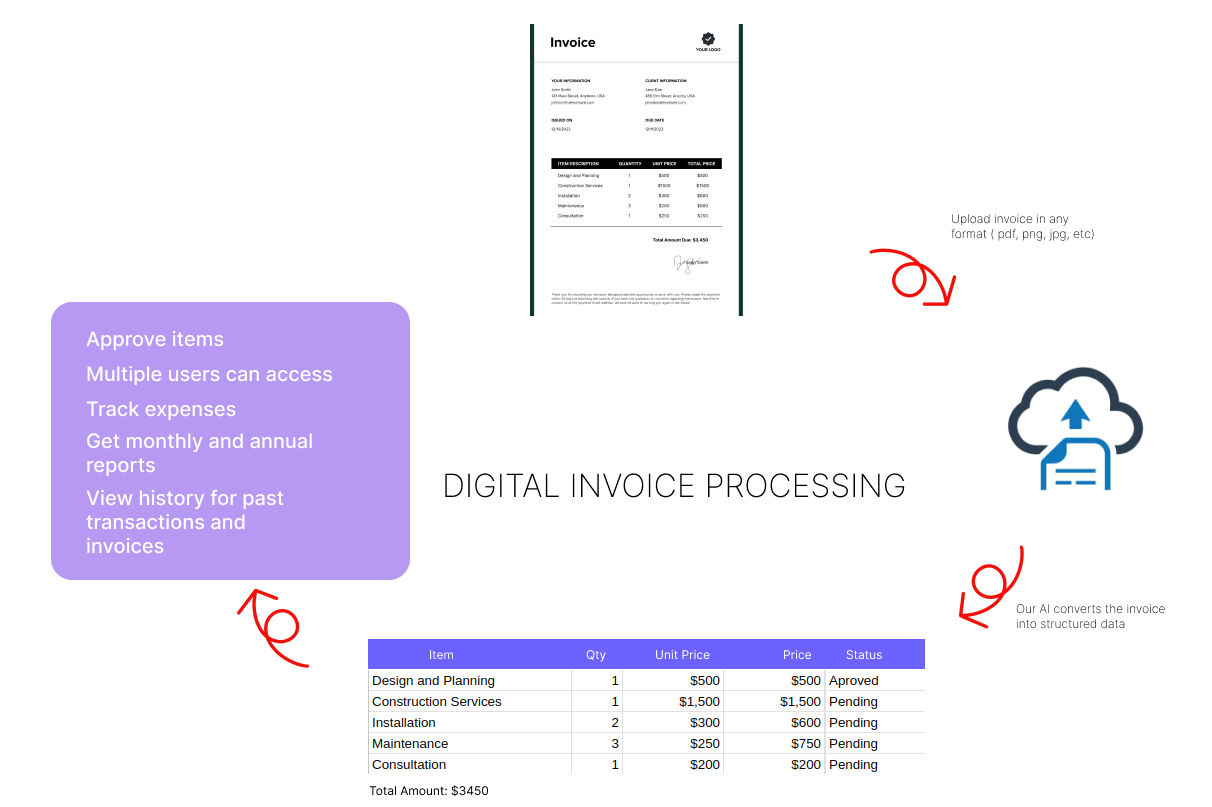 Invoice
YOUR LOGO
YOUR INFORMATION
John Smith
123 Main Street, Anytown, USA
johnsmith@example.com
CLIENT INFORMATION
Jane Doe
456 Elm Street, Anycity, USA
janedoe@example.com
ISSUED ON
12/10/2023
DUE DATE
12/11/2023
ITEM DESCRIPTION QUANTITY UNIT PRICE TOTAL PRICE
Design and Planning 1 $500 $500
Construction Services 1 $1500 $1500
Installation 2 $300 $600
Maintenance 3 $200 $600
Consultation 1 $250 $250
Total Amount Due: $3,450
Upload invoice in any
format ( pdf, png, jpg, etc)
Approve items
Multiple users can access
Track expenses
Get monthly and annual
reports
View history for past
transactions and
invoices
DIGITAL INVOICE PROCESSING
Our AI converts the invoice
into structured data
Item Qty Unit Price Price Status
Design and Planning 1 $500 $500 Aproved
Construction Services 1 $1,500 $1,500 Pending
Installation 2 $300 $600 Pending
Maintenance 3 $250 $750 Pending
Consultation 1 $200 $200 Pending
Total Amount: $3450